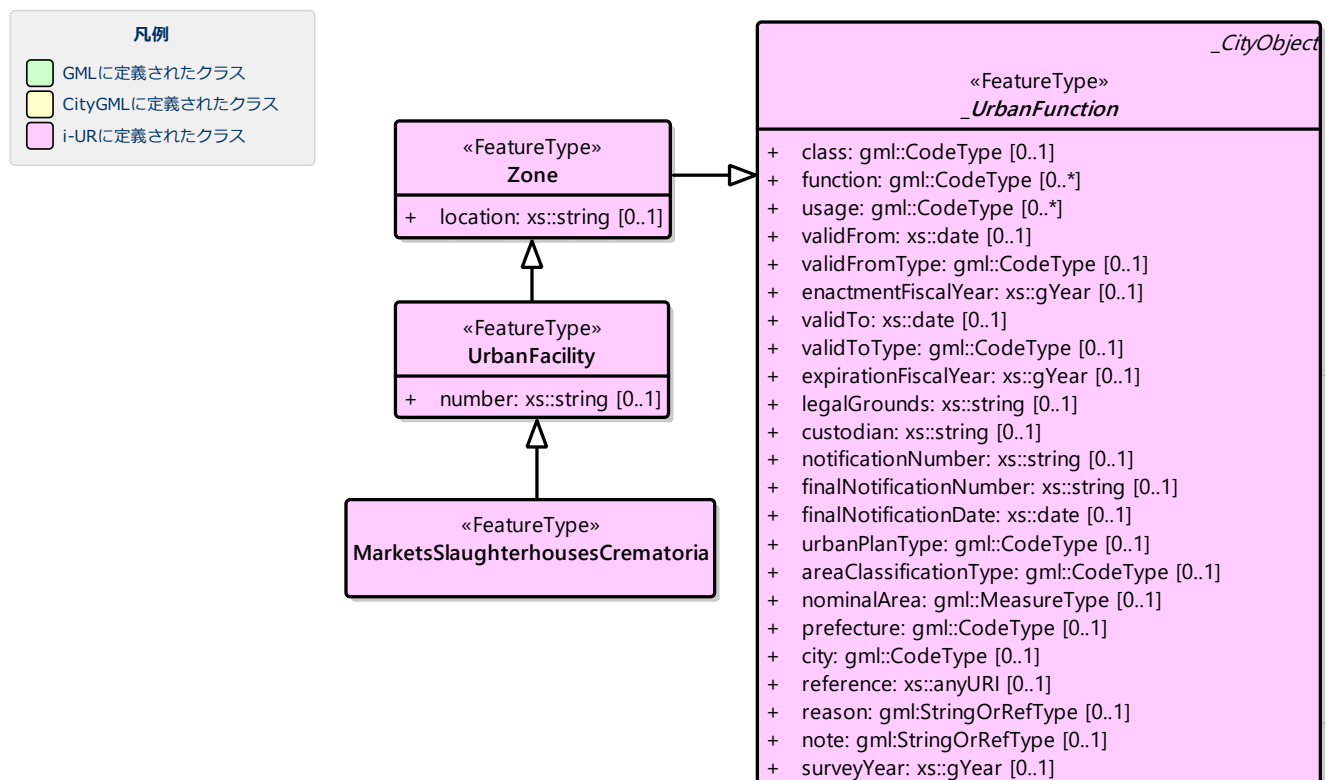 凡例
GMLに定義されたクラス
CityGMLに定義されたクラス
i-URに定義されたクラス
«FeatureType»
Zone
+ location: xs::string [0..1]
«FeatureType»
UrbanFacility
+ number: xs::string [0..1]
«FeatureType»
MarketsSlaughterhousesCrematoria
_CityObject
«FeatureType»
_UrbanFunction
+ class: gml::CodeType [0..1]
+ function: gml::CodeType [0..*]
+ usage: gml::CodeType [0..*]
+ validFrom: xs::date [0..1]
+ validFromType: gml::CodeType [0..1]
+ enactmentFiscalYear: xs::gYear [0..1]
+ validTo: xs::date [0..1]
+ validToType: gml::CodeType [0..1]
+ expirationFiscalYear: xs::gYear [0..1]
+ legalGrounds: xs::string [0..1]
+ custodian: xs::string [0..1]
+ notificationNumber: xs::string [0..1]
+ finalNotificationNumber: xs::string [0..1]
+ finalNotificationDate: xs::date [0..1]
+ urbanPlanType: gml::CodeType [0..1]
+ areaClassificationType: gml::CodeType [0..1]
+ nominalArea: gml::MeasureType [0..1]
+ prefecture: gml::CodeType [0..1]
+ city: gml::CodeType [0..1]
+ reference: xs::anyURI [0..1]
+ reason: gml:StringOrRefType [0..1]
+ note: gml:StringOrRefType [0..1]
+ surveyYear: xs::gYear [0..1]